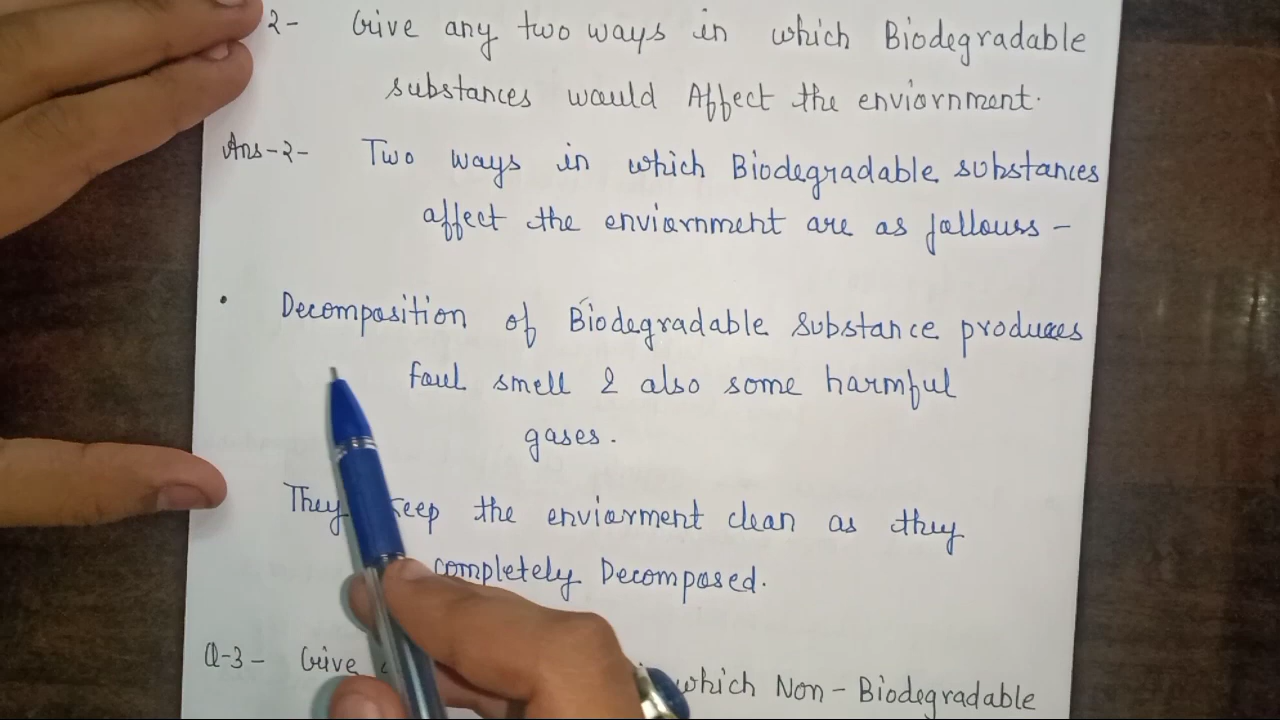 2- Give any two ways in which Biodegradable
substances would Affect the enviornment.
Ans-2- Two ways in which Biodegradable substances
affect the enviornment are as fallouss -
• Decomposition of Biodegradable substance produces
foul smell & also some harmful
gases.
They keep the enviorment clean as they
completely Decomposed.
Q-3- Give which Non-Biodegradable